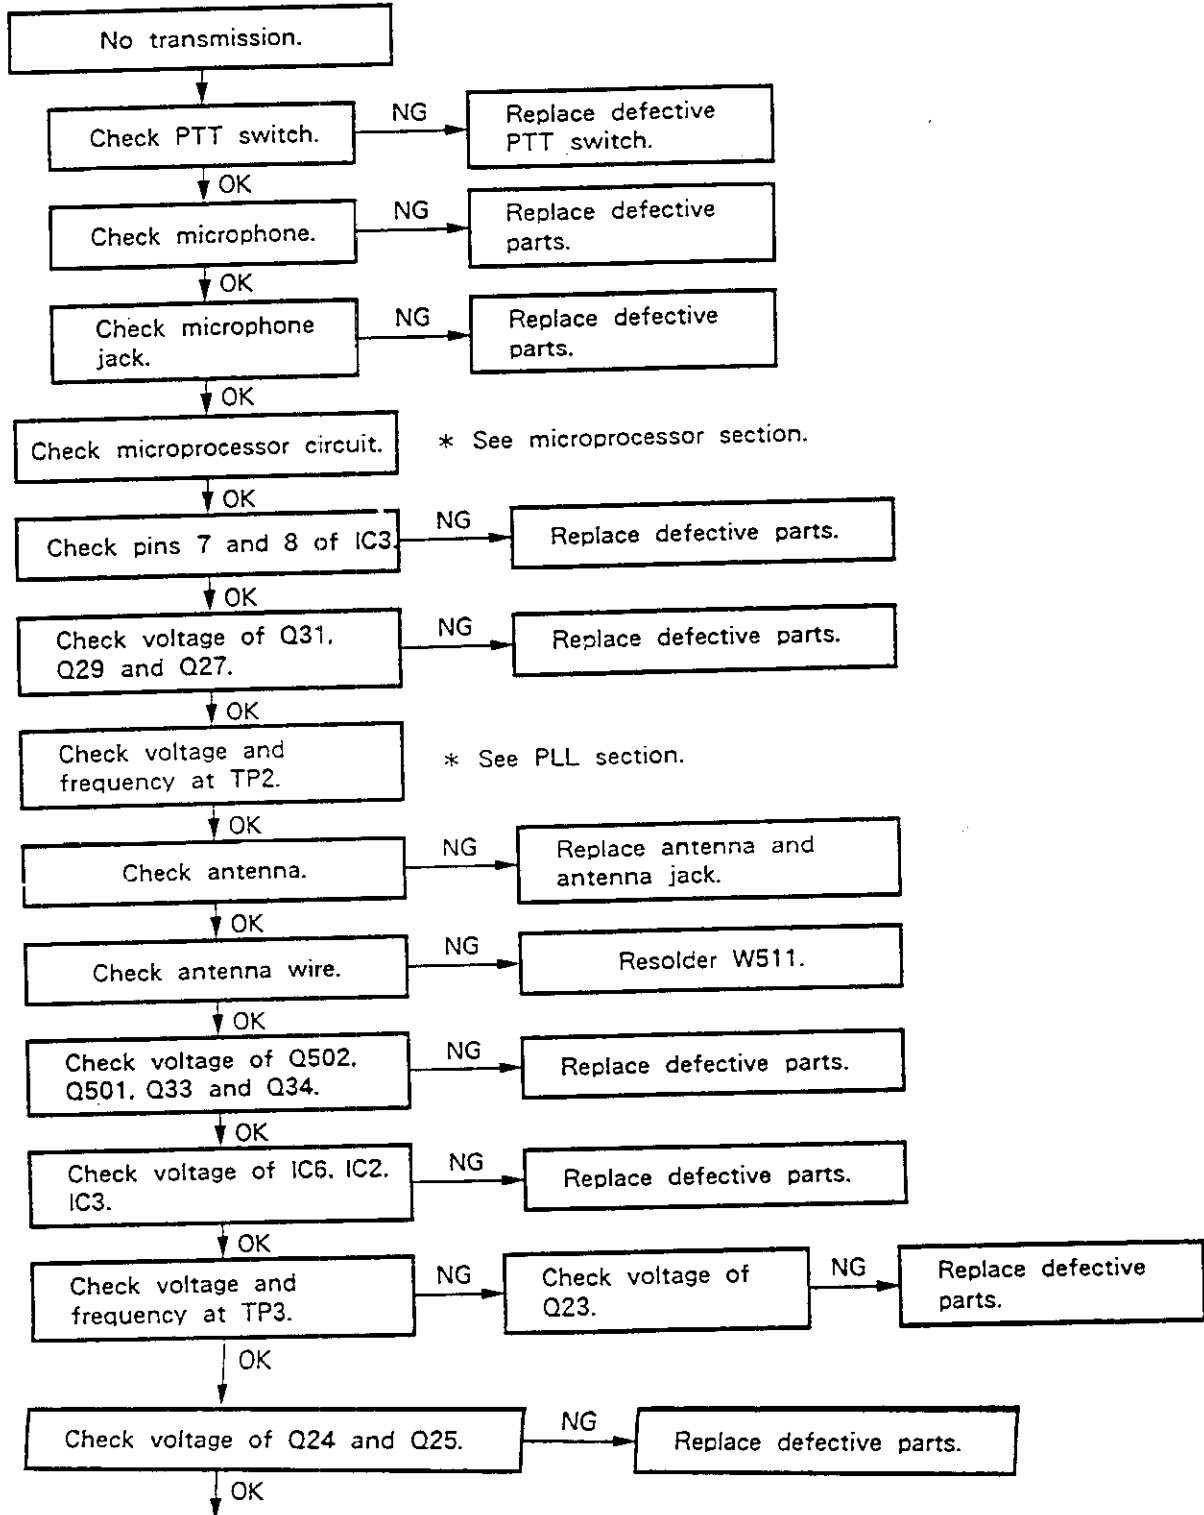 No transmission.
Check PTT switch.
NG
Replace defective
PTT switch.
OK
Check microphone.
NG
Replace defective
parts.
OK
Check microphone
jack.
NG
Replace defective
parts.
OK
Check microprocessor circuit.
* See microprocessor section.
OK
Check pins 7 and 8 of IC3.
NG
Replace defective parts.
OK
Check voltage of Q31,
Q29 and Q27.
NG
Replace defective parts.
OK
Check voltage and
frequency at TP2.
* See PLL section.
OK
Check antenna.
NG
Replace antenna and
antenna jack.
OK
Check antenna wire.
NG
Resolder W511.
OK
Check voltage of Q502,
Q501, Q33 and Q34.
NG
Replace defective parts.
OK
Check voltage of IC6, IC2,
IC3.
NG
Replace defective parts.
OK
Check voltage and
frequency at TP3.
NG
Check voltage of
Q23.
NG
Replace defective
parts.
OK
Check voltage of Q24 and Q25.
NG
Replace defective parts.
OK